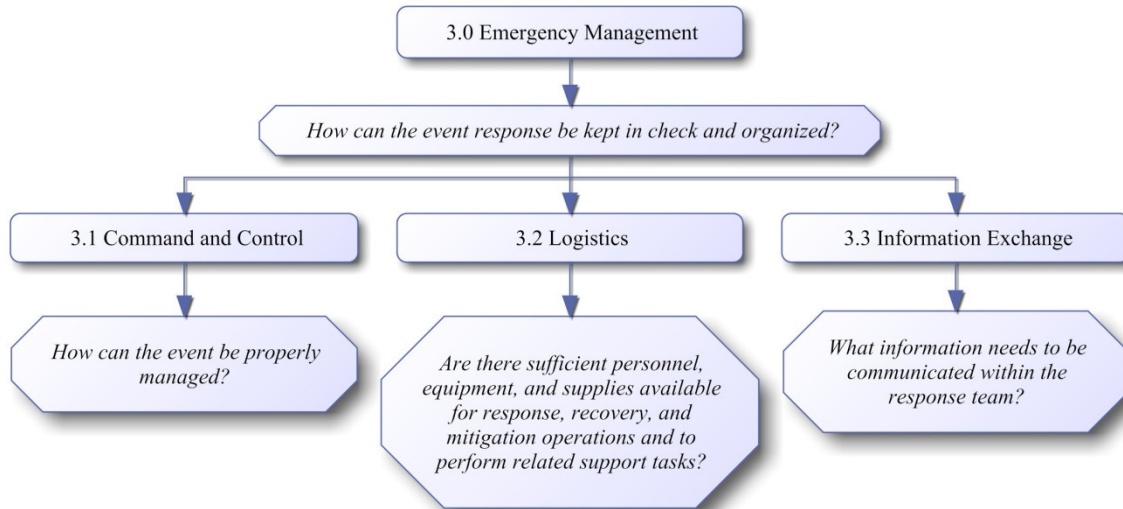 3.0 Emergency Management
How can the event response be kept in check and organized?
3.1 Command and Control
3.2 Logistics
3.3 Information Exchange
How can the event be properly
managed?
Are there sufficient personnel,
equipment, and supplies available
for response, recovery, and
mitigation operations and to
perform related support tasks?
What information needs to be
communicated within the
response team?